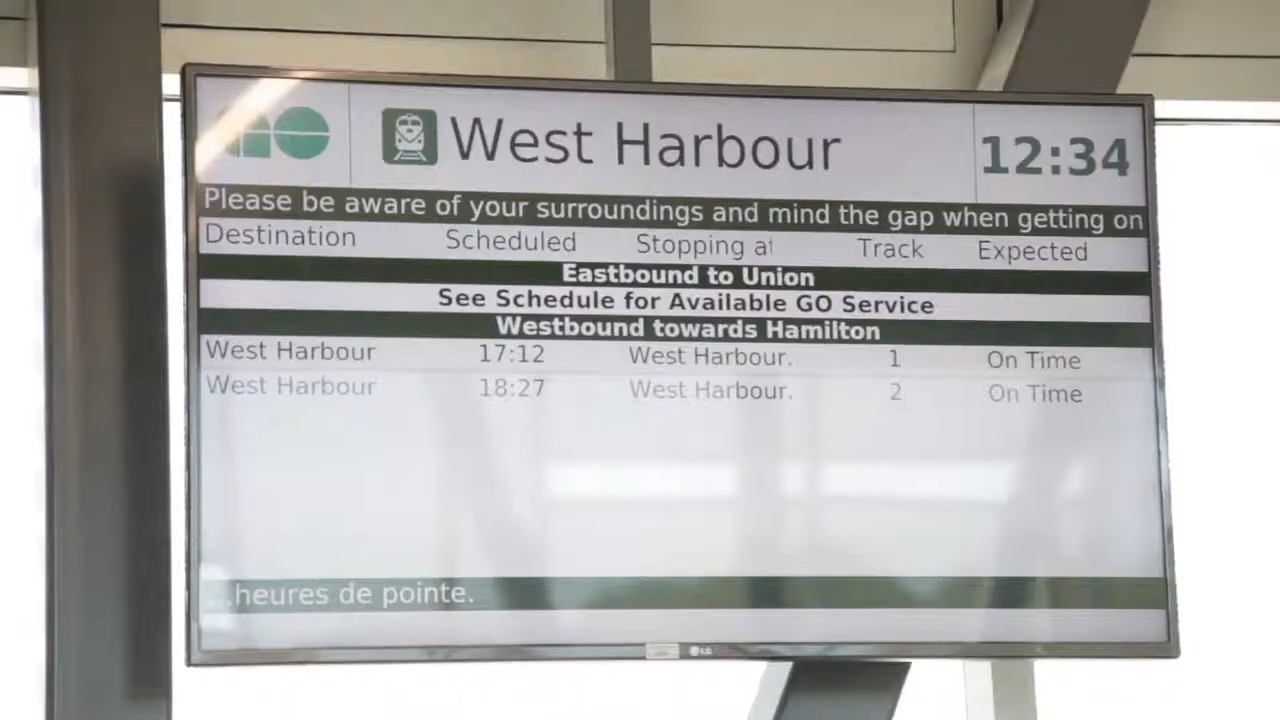 GO
West Harbour
12:34
Please be aware of your surroundings and mind the gap when getting on
Destination Scheduled Stopping at Track Expected
Eastbound to Union
See Schedule for Available GO Service
Westbound towards Hamilton
West Harbour 17:12 West Harbour. 1 On Time
West Harbour 18:27 West Harbour. 2 On Time
...heures de pointe.
LG